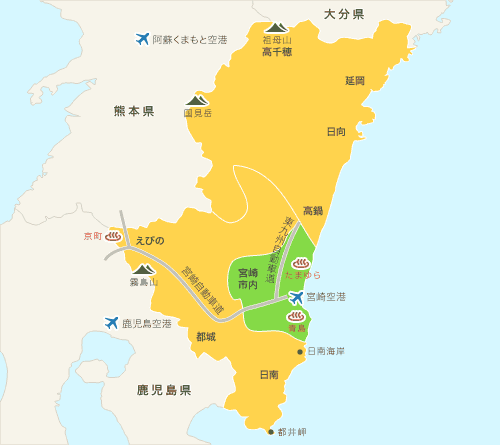 大分県
阿蘇くまもと空港
祖母山
高千穂
延岡
国見岳
熊本県
日向
高鍋
東九州自動車道
京町
えびの
たまゆら
宮崎
市内
霧島山
宮崎自動車道
宮崎空港
鹿児島空港
青島
都城
日南海岸
日南
鹿児島県
都井岬